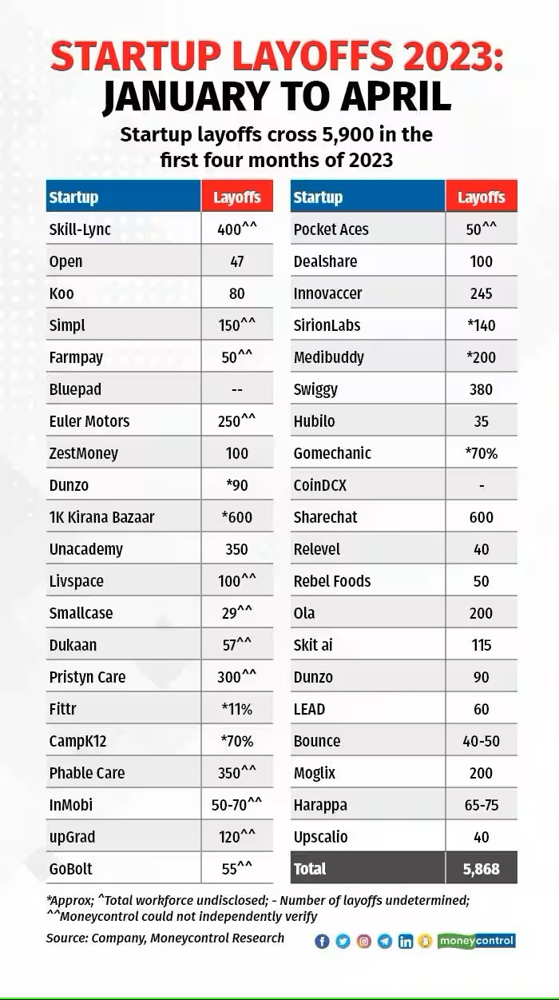 STARTUP LAYOFFS 2023:
JANUARY TO APRIL
Startup layoffs cross 5,900 in the
first four months of 2023
Startup Layoffs
Skill-Lync 400^^
Open 47
Koo 80
Simpl 150^^
Farmpay 50^^
Bluepad --
Euler Motors 250^^
ZestMoney 100
Dunzo *90
1K Kirana Bazaar *600
Unacademy 350
Livspace 100^^
Smallcase 29^^
Dukaan 57^^
Pristyn Care 300^^
Fittr *11%
CampK12 *70%
Phable Care 350^^
InMobi 50-70^^
upGrad 120^^
GoBolt 55^^
Startup Layoffs
Pocket Aces 50^^
Dealshare 100
Innovaccer 245
SirionLabs *140
Medibuddy *200
Swiggy 380
Hubilo 35
Gomechanic *70%
CoinDCX -
Sharechat 600
Relevel 40
Rebel Foods 50
Ola 200
Skit ai 115
Dunzo 90
LEAD 60
Bounce 40-50
Moglix 200
Harappa 65-75
Upscalio 40
Total 5,868
*Approx; ^Total workforce undisclosed; - Number of layoffs undetermined;
^^Moneycontrol could not independently verify
Source: Company, Moneycontrol Research
moneycontrol